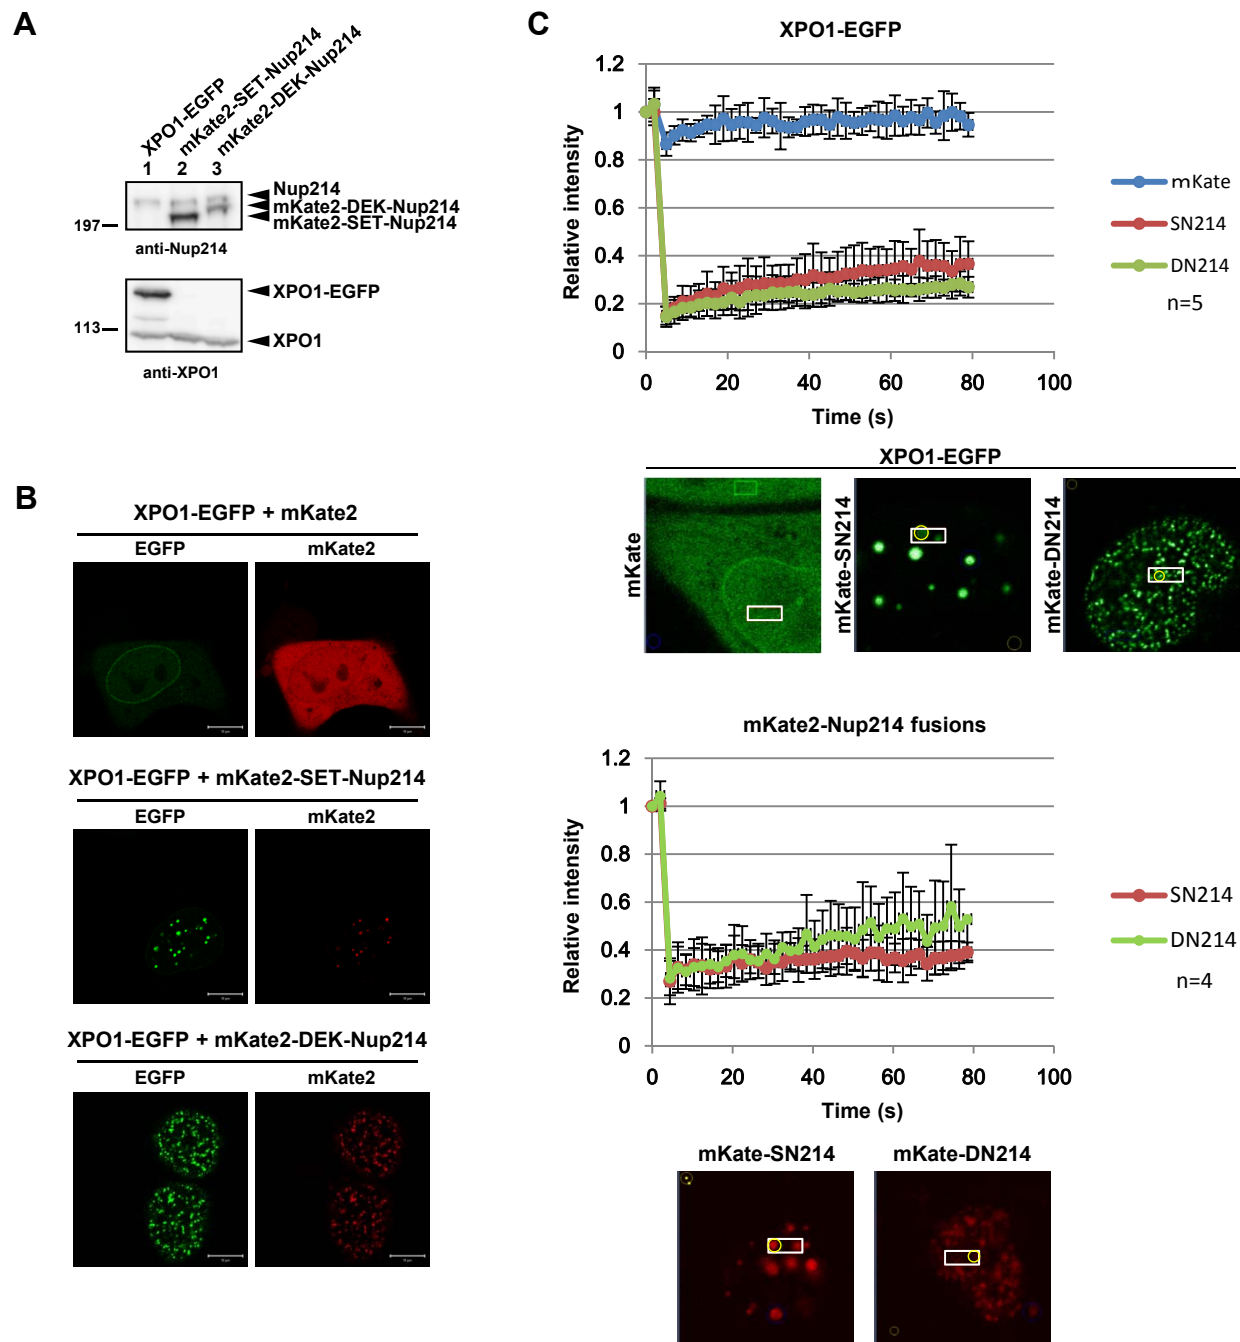 A
XPO1-EGFP
mKate2-SET-Nup214
mKate2-DEK-Nup214
1 2 3
Nup214
mKate2-DEK-Nup214
mKate2-SET-Nup214
197
anti-Nup214
XPO1-EGFP
113
XPO1
anti-XPO1
B
XPO1-EGFP + mKate2
EGFP mKate2
XPO1-EGFP + mKate2-SET-Nup214
EGFP mKate2
XPO1-EGFP + mKate2-DEK-Nup214
EGFP mKate2
C
XPO1-EGFP
1.2
1
0.8
0.6
0.4
0.2
0
Relative intensity
0 20 40 60 80 100
Time (s)
mKate
SN214
DN214
n=5
XPO1-EGFP
mKate
mKate-SN214
mKate-DN214
mKate2-Nup214 fusions
1.2
1
0.8
0.6
0.4
0.2
0
Relative intensity
0 20 40 60 80 100
Time (s)
SN214
DN214
n=4
mKate-SN214 mKate-DN214